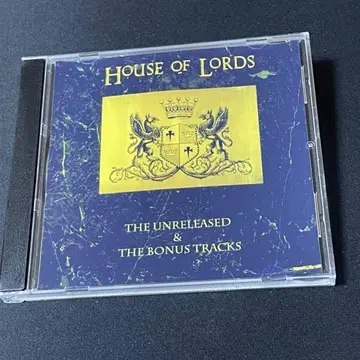 HOUSE OF LORDS
THE UNRELEASED
&
THE BONUS TRACKS